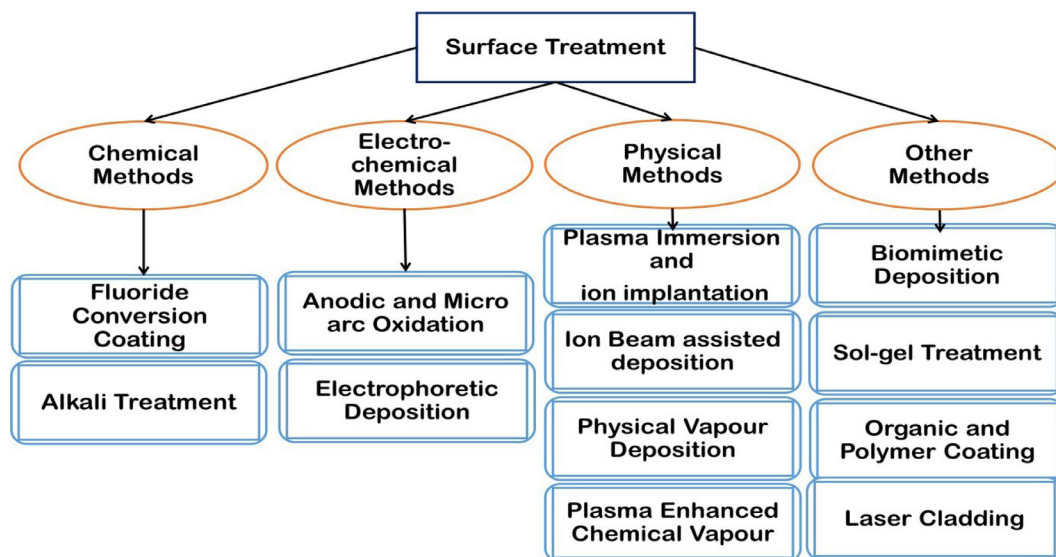 Surface Treatment
Chemical
Methods
Electro-
chemical
Methods
Physical
Methods
Other
Methods
Fluoride
Conversion
Coating
Alkali Treatment
Anodic and Micro
arc Oxidation
Electrophoretic
Deposition
Plasma Immersion
and
ion implantation
Ion Beam assisted
deposition
Physical Vapour
Deposition
Plasma Enhanced
Chemical Vapour
Biomimetic
Deposition
Sol-gel Treatment
Organic and
Polymer Coating
Laser Cladding